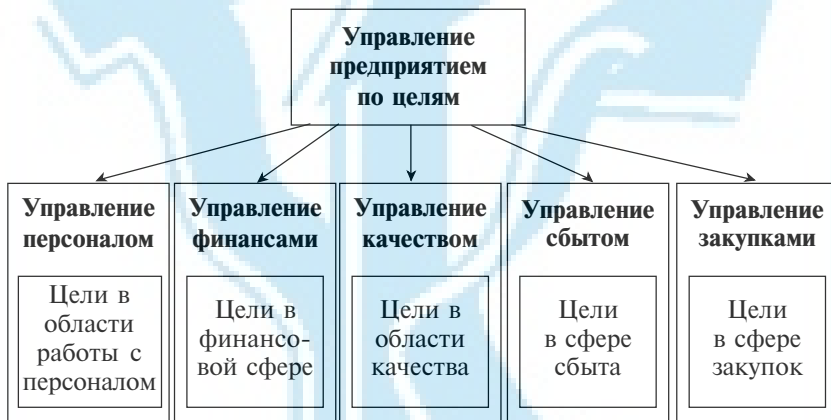 Управление
предприятием
по целям
Управление
персоналом
Цели в
области
работы с
персоналом
Управление
финансами
Цели в
финансо-
вой сфере
Управление
качеством
Цели в
области
качества
Управление
сбытом
Цели
в сфере
сбыта
Управление
закупками
Цели
в сфере
закупок